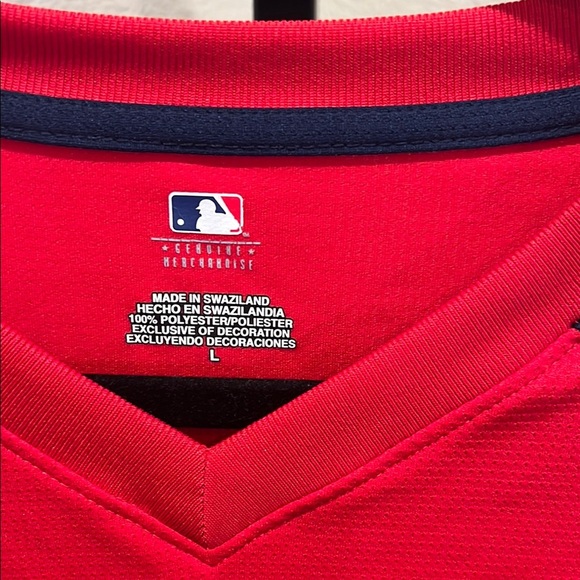 GENUINE
MERCHANDISE
MADE IN SWAZILAND
HECHO EN SWAZILANDIA
100% POLYESTER/POLIESTER
EXCLUSIVE OF DECORATION
EXCLUYENDO DECORACIONES
L